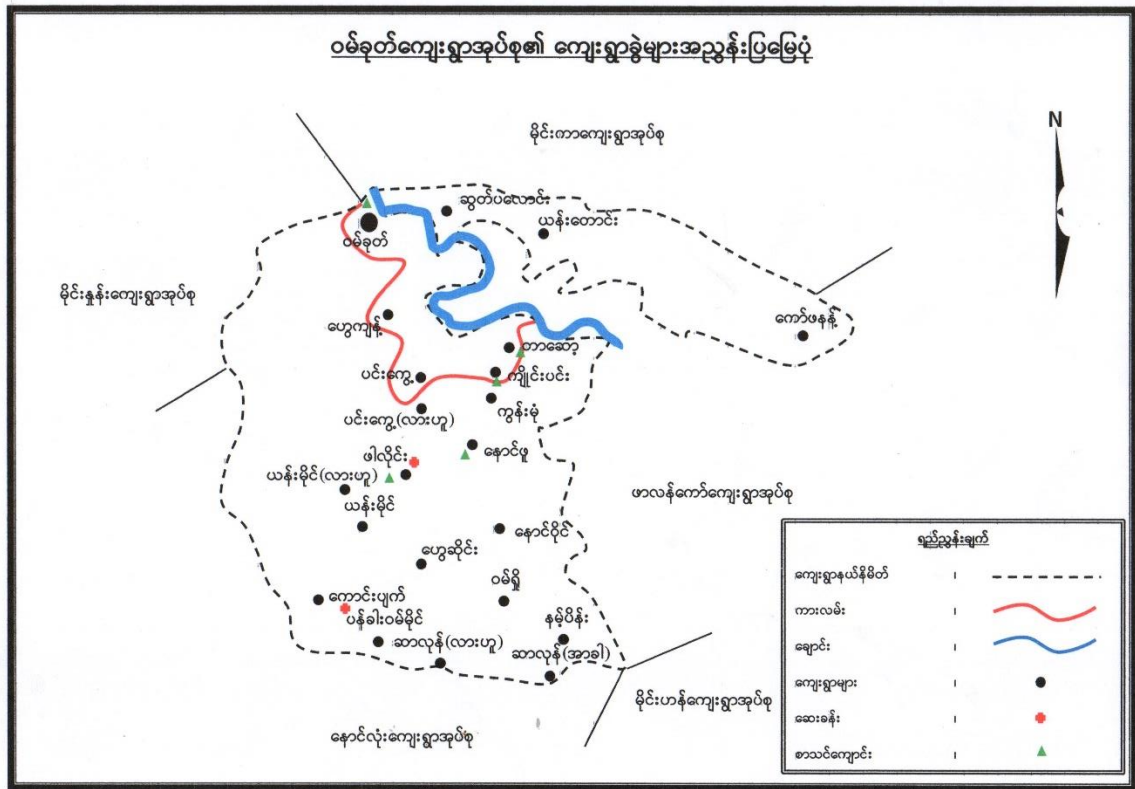 ဝမ်ခုတ်ကျေးရွာအုပ်စု၏ ကျေးရွာခွဲများအညွှန်းပြမြေပုံ
မိုင်းကာကျေးရွာအုပ်စု
N
ဆွတ်ပလောင်း
ယန်းတောင်း
ဝမ်ခုတ်
မိုင်းနှုန်းကျေးရွာအုပ်စု
ကော်ဖနန့်
ဟွေကျန့်
တာဆော့
ပင်းကွေ့
ကျိုင်းပင်း
ကွန်းမုံ
ပင်းကွေ့(လားဟူ)
နောင်ဖူ
ဖါလိုင်း
ယန်းမိုင်(လားဟူ)
ဖာလန်ကော်ကျေးရွာအုပ်စု
ယန်းမိုင်
နောင်ဝိုင်
ဟွေဆိုင်း
ဝမ်ရှို
ကောင်းပျက်
ပန်ခါးဝမ်မိုင်
နမ့်ပိန်း
ဆာလုန်(လားဟူ)
ဆာလုန်(အာခါ)
မိုင်းဟန်ကျေးရွာအုပ်စု
နောင်လုံးကျေးရွာအုပ်စု
ရည်ညွှန်းချက်
ကျေးရွာနယ်နိမိတ် ၊
ကားလမ်း ၊
ချောင်း ၊
ကျေးရွာများ ၊
ဆေးခန်း ၊
စာသင်ကျောင်း ၊